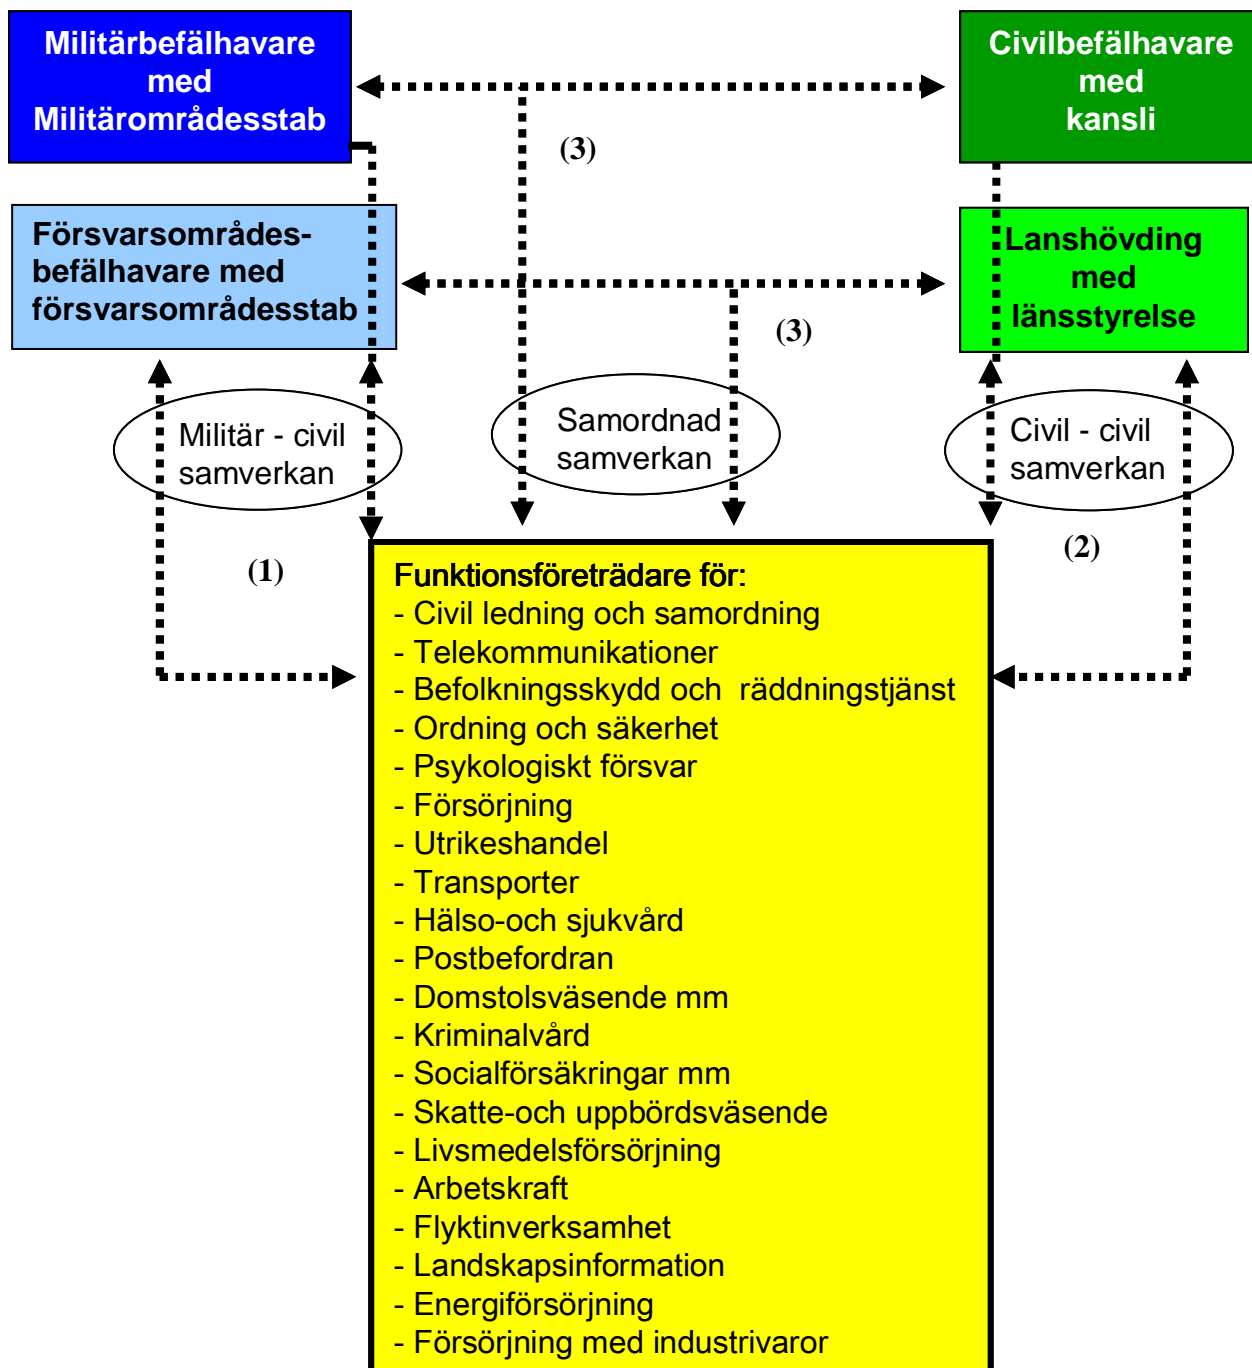 Militärbefälhavare
med
Militärområdesstab
Civilbefälhavare
med
kansli
(3)
Försvarsområdes-
befälhavare med
försvarsområdesstab
Lanshövding
med
länsstyrelse
(3)
Militär - civil
samverkan
Samordnad
samverkan
Civil - civil
samverkan
(1)
(2)
Funktionsföreträdare för:
- Civil ledning och samordning
- Telekommunikationer
- Befolkningsskydd och räddningstjänst
- Ordning och säkerhet
- Psykologiskt försvar
- Försörjning
- Utrikeshandel
- Transporter
- Hälso-och sjukvård
- Postbefordran
- Domstolsväsende mm
- Kriminalvård
- Socialförsäkringar mm
- Skatte-och uppbördsväsende
- Livsmedelsförsörjning
- Arbetskraft
- Flyktinverksamhet
- Landskapsinformation
- Energiförsörjning
- Försörjning med industrivaror